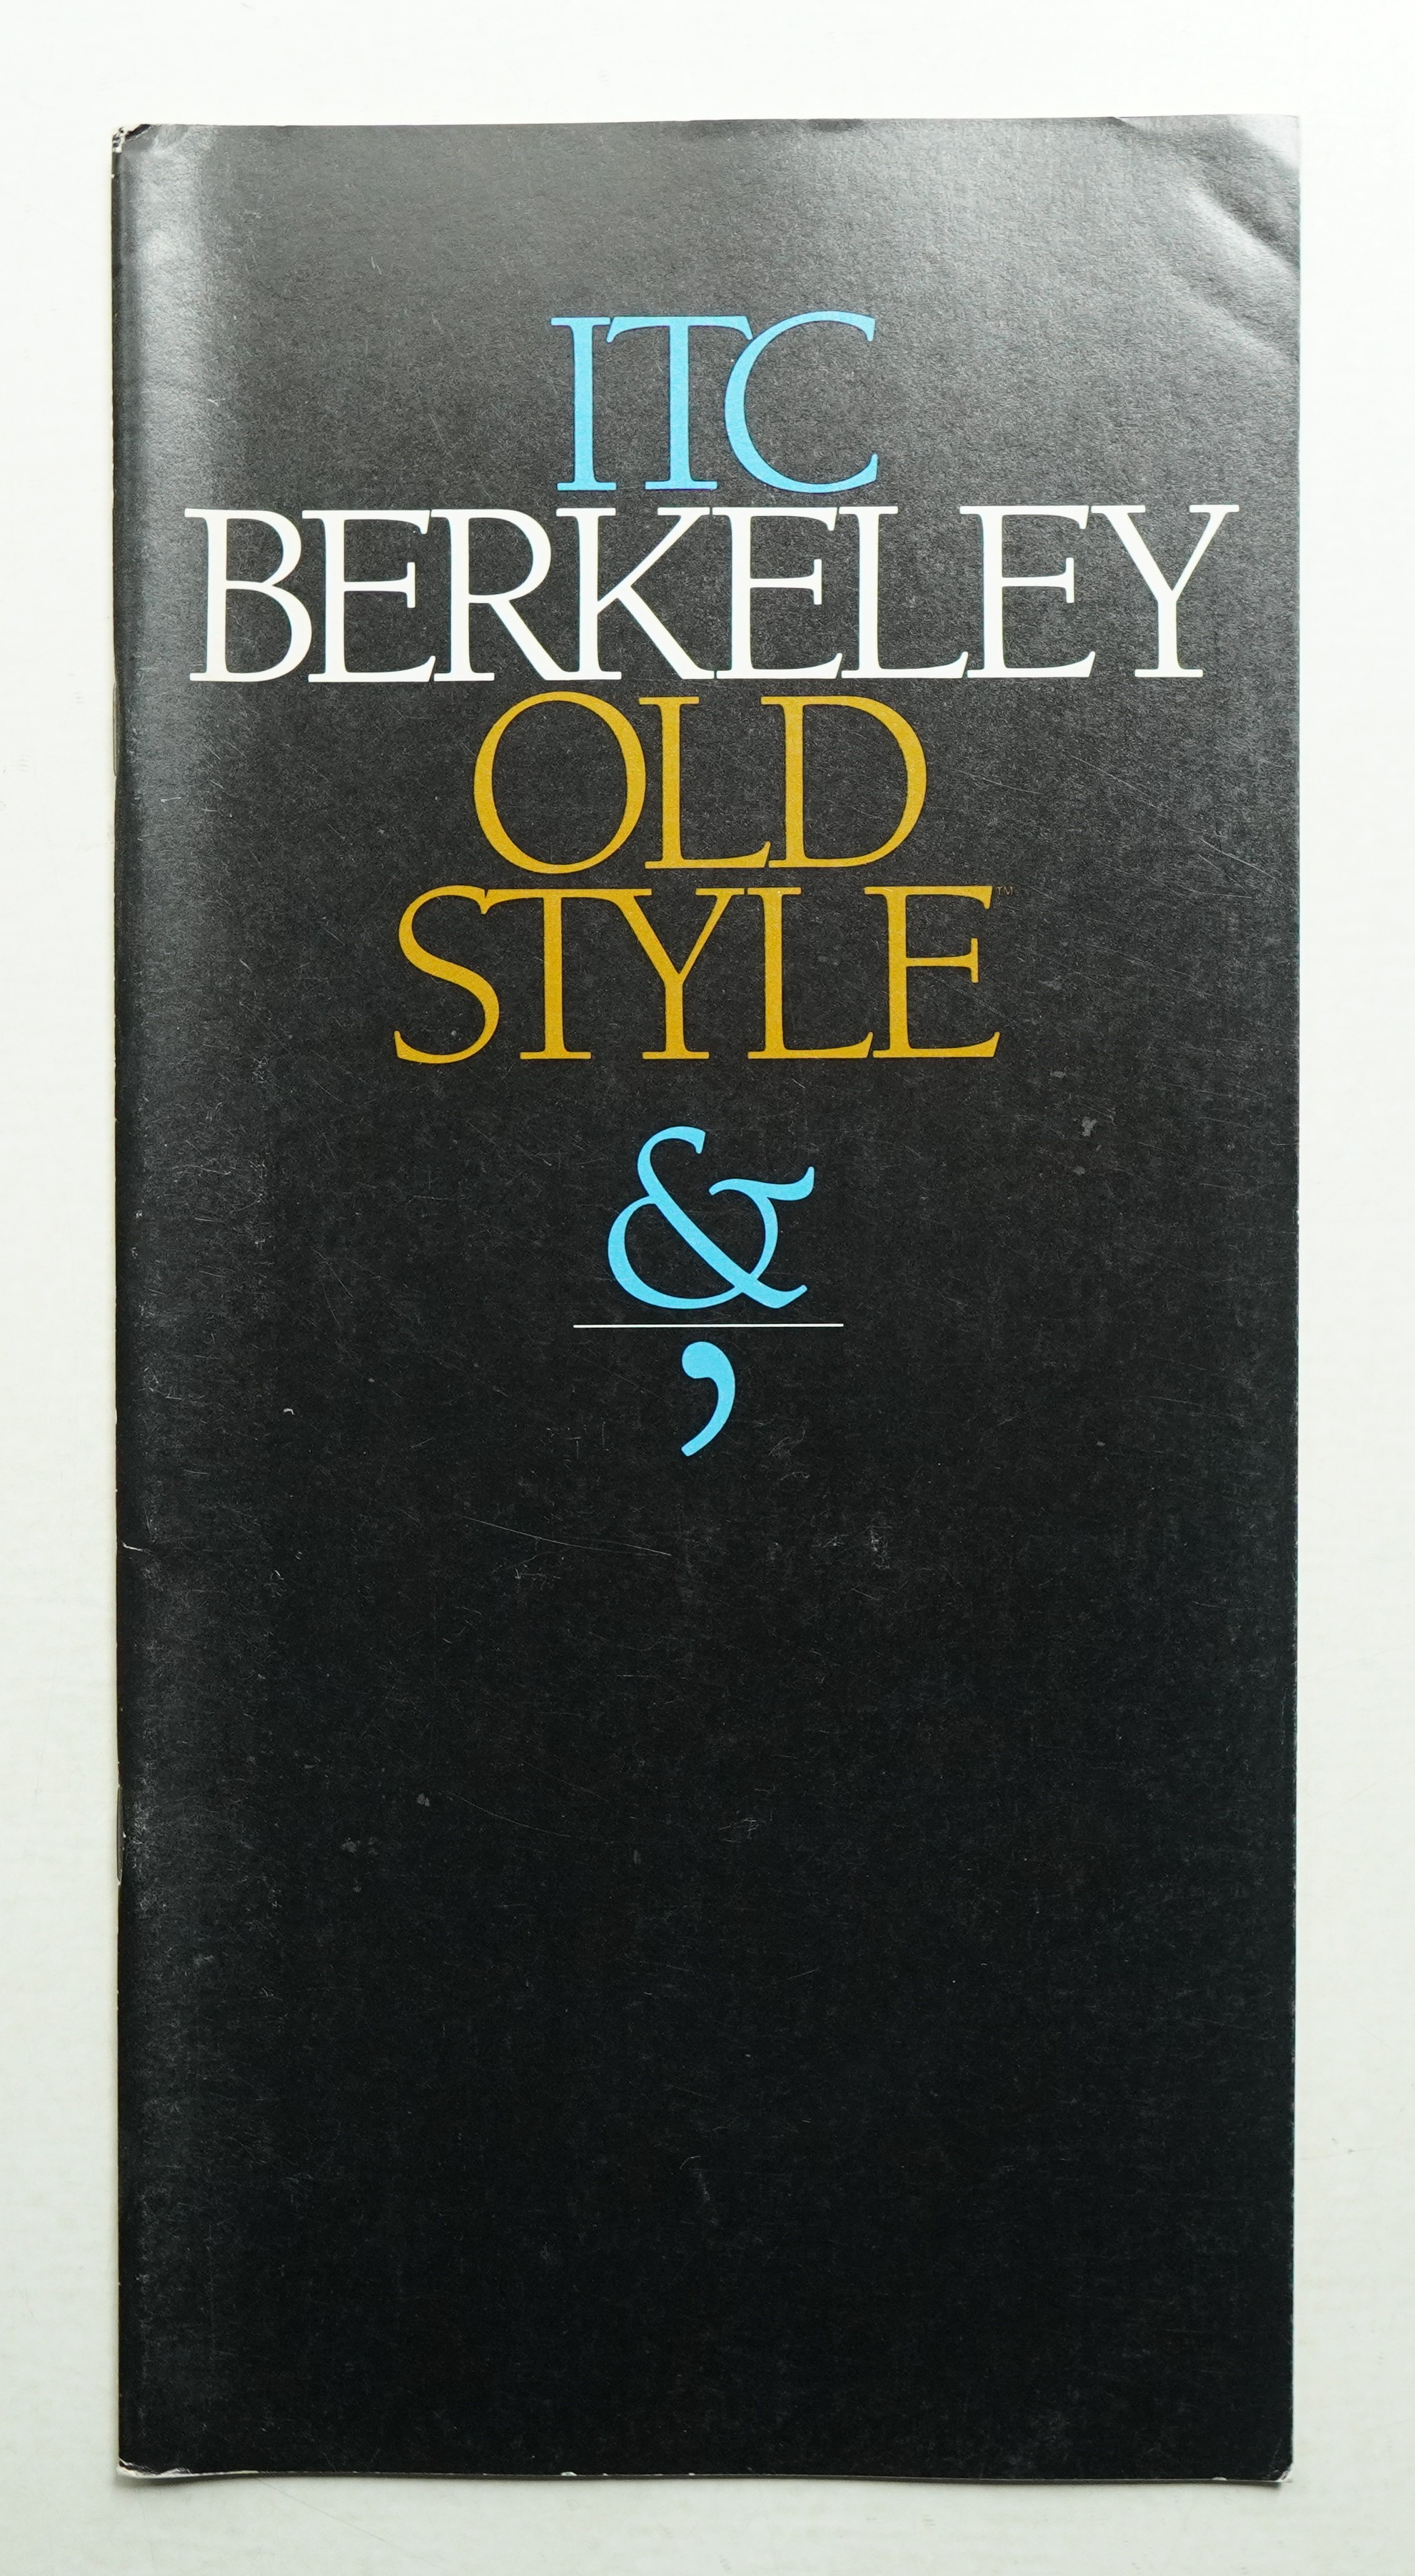 ITC
BERKELEY
OLD
STYLE™
&
,